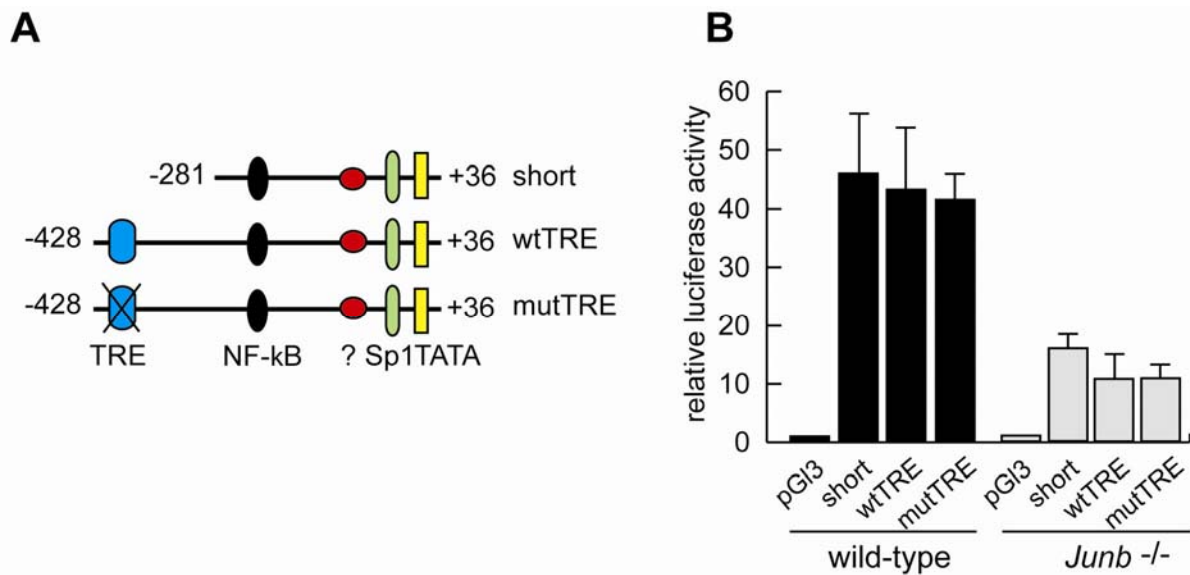 A
-281 +36 short
-428 +36 wtTRE
-428 +36 mutTRE
TRE NF-kB ? Sp1TATA
B
relative luciferase activity
60
50
40
30
20
10
0
pGl3 short wtTRE mutTRE pGl3 short wtTRE mutTRE
wild-type Junb -/-